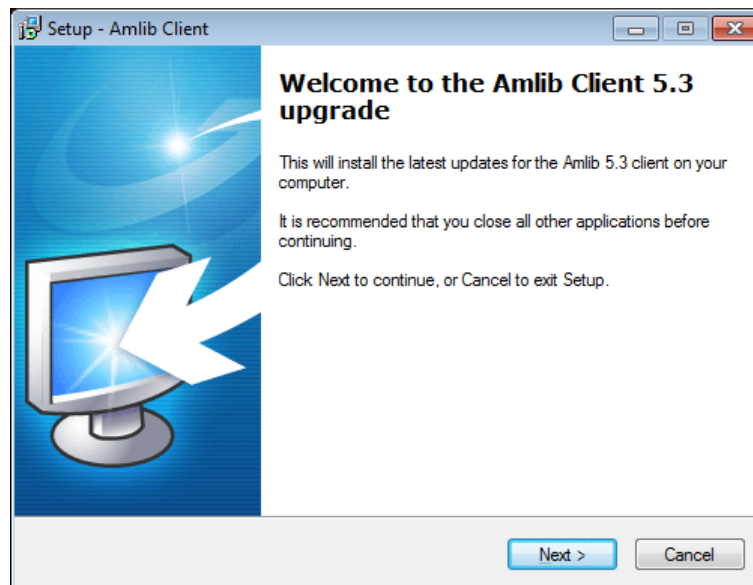 Setup - Amlib Client
Welcome to the Amlib Client 5.3
upgrade
This will install the latest updates for the Amlib 5.3 client on your
computer.
It is recommended that you close all other applications before
continuing.
Click Next to continue, or Cancel to exit Setup.
Next >
Cancel